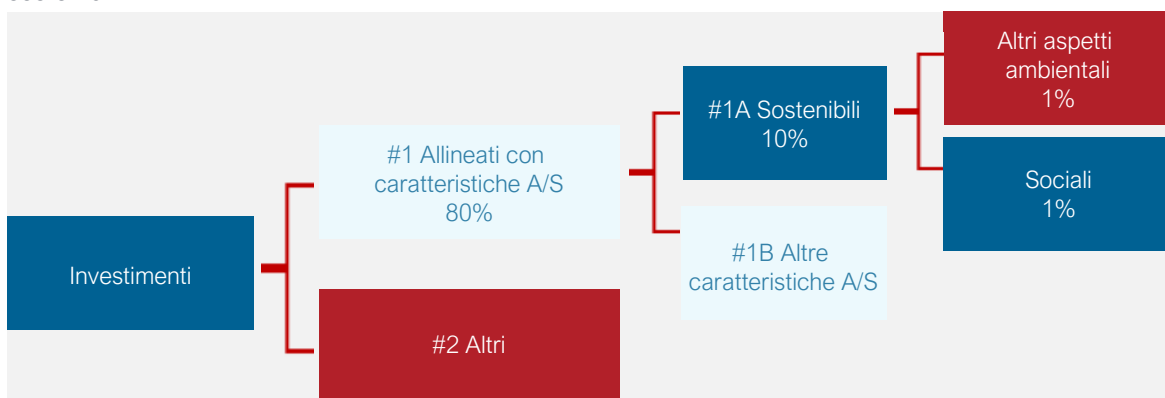 Altri aspetti
ambientali
1%
#1A Sostenibili
10%
#1 Allineati con
caratteristiche A/S
80%
Sociali
1%
#1B Altre
caratteristiche A/S
Investimenti
#2 Altri